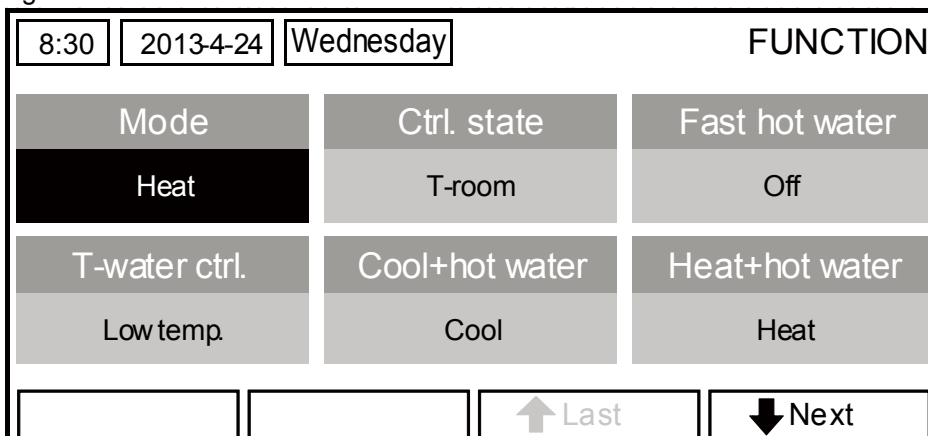 8:30 2013-4-24 Wednesday FUNCTION
Mode Ctrl. state Fast hot water
Heat T-room Off
T-water ctrl. Cool+hot water Heat+hot water
Low temp. Cool Heat
Last Next